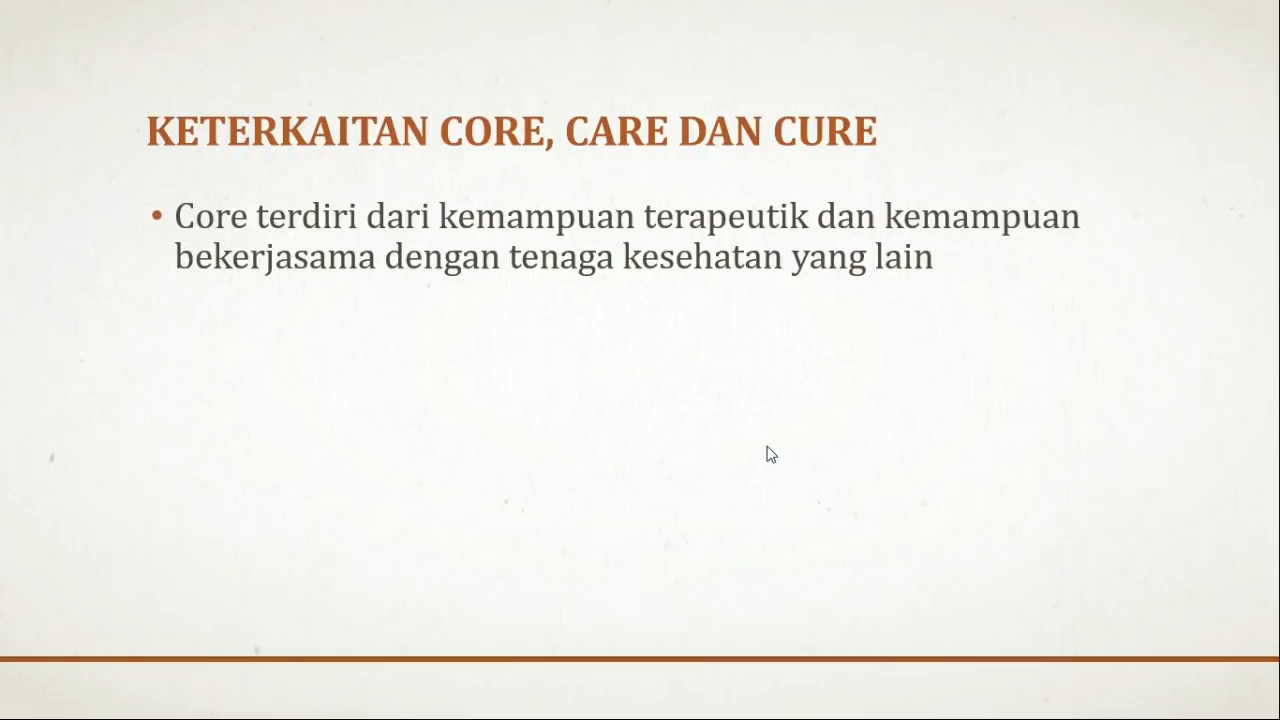 KETERKAITAN CORE, CARE DAN CURE
• Core terdiri dari kemampuan terapeutik dan kemampuan
bekerjasama dengan tenaga kesehatan yang lain